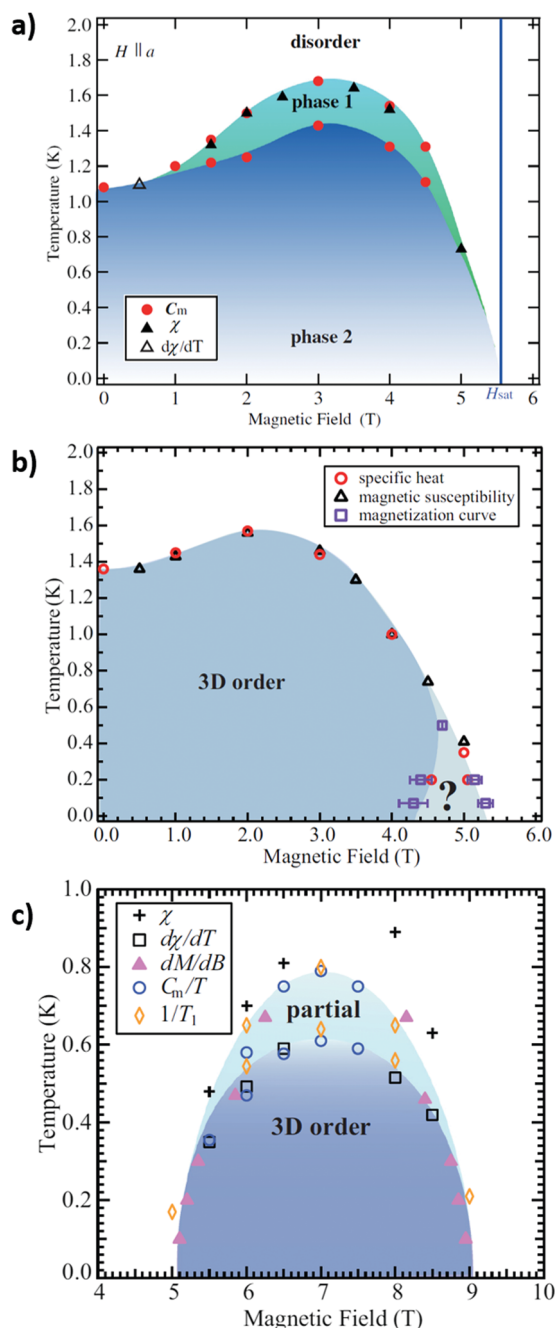 a)
2.0
1.8
1.6
1.4
1.2
1.0
0.8
0.6
0.4
0.2
0.0
Temperature (K)
H || a
disorder
phase 1
phase 2
Cm
χ
dχ/dT
Hsat
0 1 2 3 4 5 6
Magnetic Field (T)
b)
2.0
1.8
1.6
1.4
1.2
1.0
0.8
0.6
0.4
0.2
0.0
Temperature (K)
specific heat
magnetic susceptibility
magnetization curve
3D order
?
0.0 1.0 2.0 3.0 4.0 5.0 6.0
Magnetic Field (T)
c)
1.0
0.8
0.6
0.4
0.2
0.0
Temperature (K)
χ
dχ/dT
dM/dB
Cm/T
1/T1
partial
3D order
4 5 6 7 8 9 10
Magnetic Field (T)